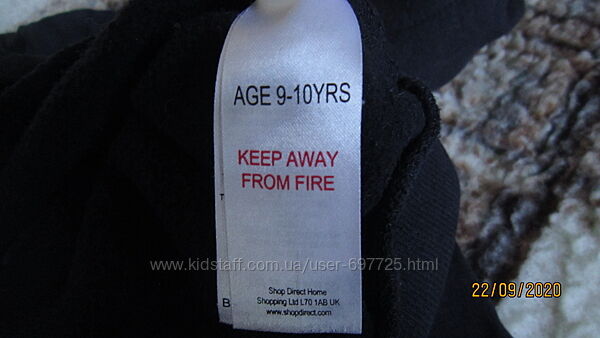 AGE 9-10YRS
KEEP AWAY
FROM FIRE
T
www.kidstaff.com.ua/user-697725.html
B
Shop Direct Home
Shopping Ltd L70 1AB UK
www.shopdirect.com
22/09/2020